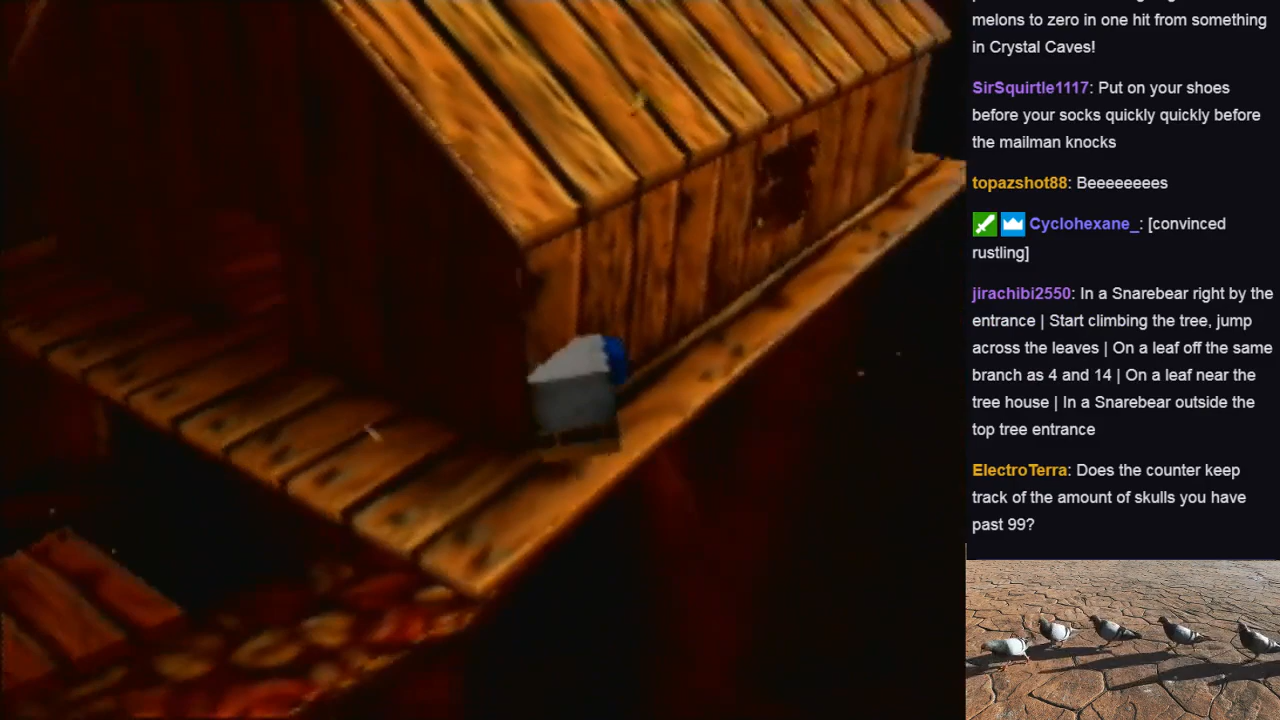 melons to zero in one hit from something
in Crystal Caves!
SirSquirtle1117: Put on your shoes
before your socks quickly quickly before
the mailman knocks
topazshot88: Beeeeeeees
Cyclohexane_: [convinced
rustling]
jirachibi2550: In a Snarebear right by the
entrance | Start climbing the tree, jump
across the leaves | On a leaf off the same
branch as 4 and 14 | On a leaf near the
tree house | In a Snarebear outside the
top tree entrance
ElectroTerra: Does the counter keep
track of the amount of skulls you have
past 99?